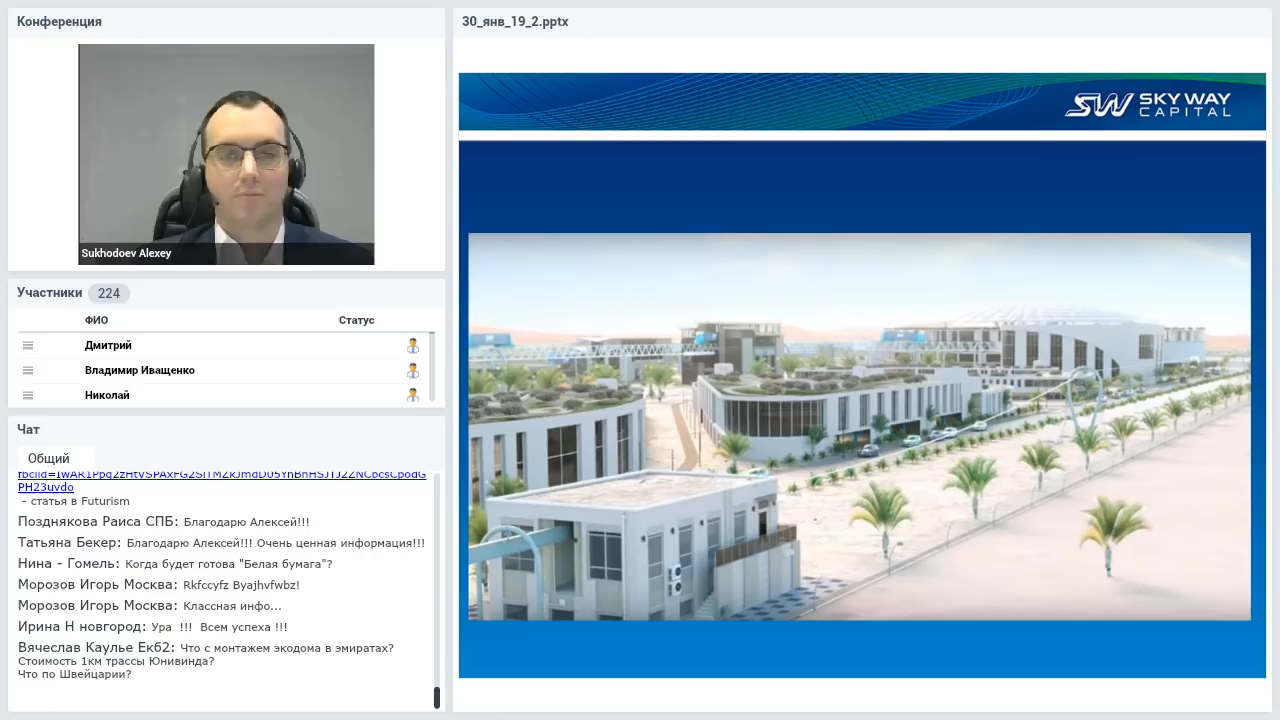 Конференция
Sukhodoev Alexey
Участники 224
ФИО Статус
Дмитрий
Владимир Иващенко
Николай
Чат
Общий
PH23uvdo
- статья в Futurism
Позднякова Раиса СПБ: Благодарю Алексей!!!
Татьяна Бекер: Благодарю Алексей!!! Очень ценная информация!!!
Нина - Гомель: Когда будет готова "Белая бумага"?
Морозов Игорь Москва: Rkfccyfz Byajhvfwbz!
Морозов Игорь Москва: Классная инфо...
Ирина Н новгород: Ура !!! Всем успеха !!!
Вячеслав Каулье Екб2: Что с монтажем экодома в эмиратах?
Стоимость 1км трассы Юнивинда?
Что по Швейцарии?
30_янв_19_2.pptx
SW SKY WAY
CAPITAL